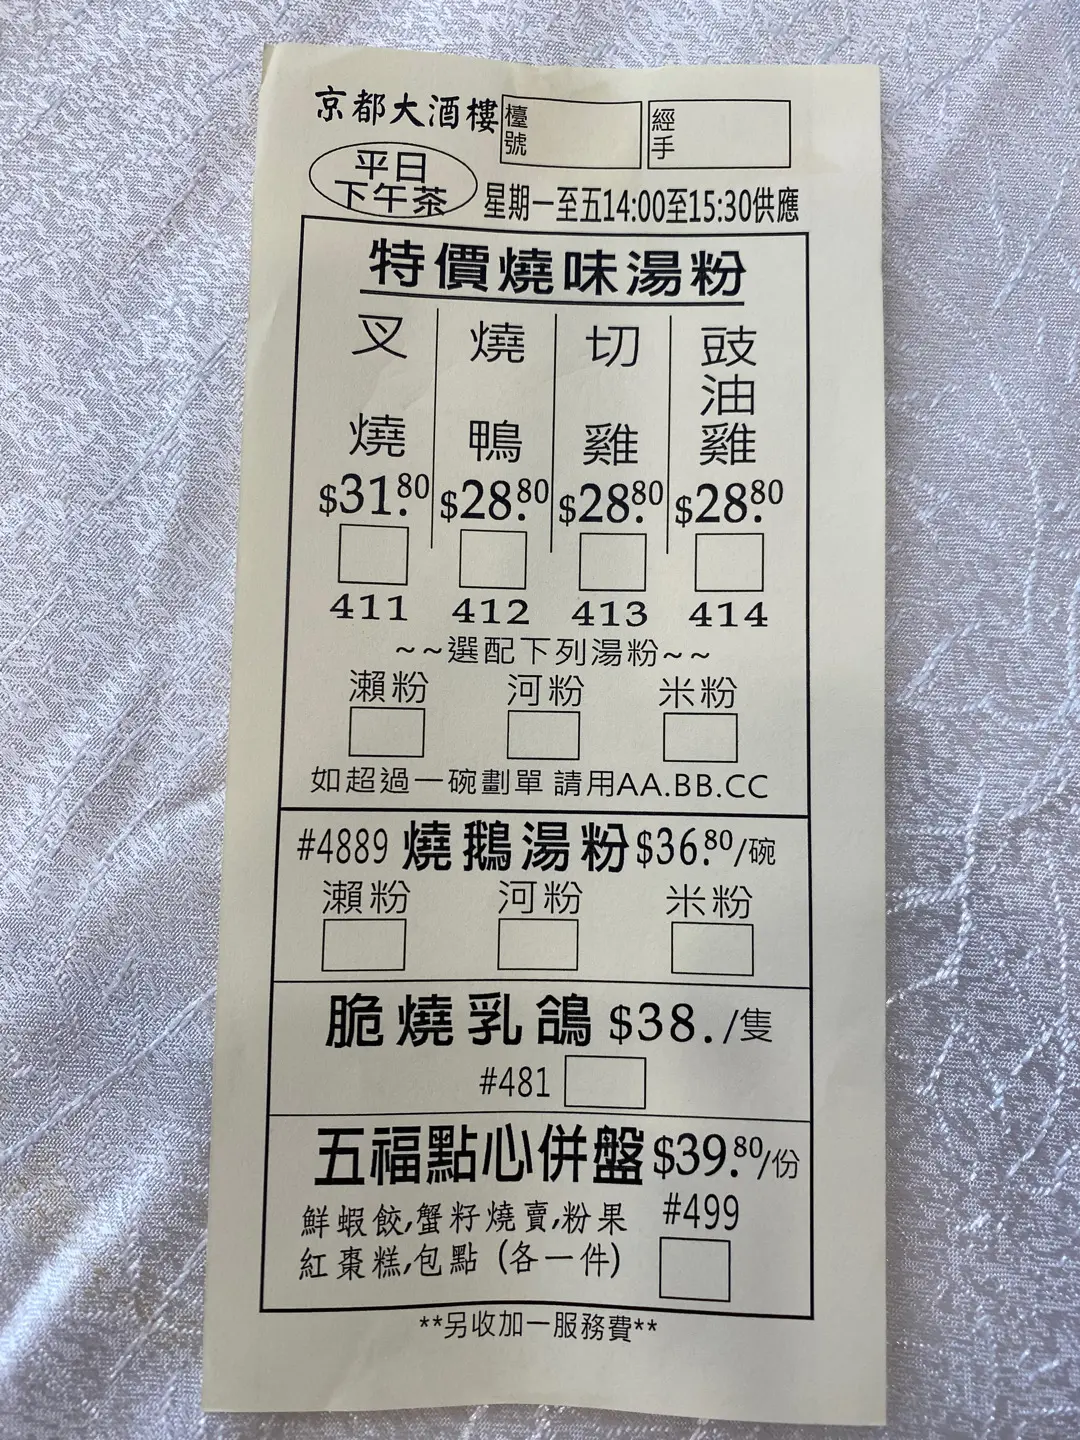 京都大酒樓 檯號 經手
平日
下午茶
星期一至五14:00至15:30供應
特價燒味湯粉
叉燒 燒鴨 切雞 豉油雞
$31.80 $28.80 $28.80 $28.80
411 412 413 414
~~選配下列湯粉~~
瀨粉 河粉 米粉
如超過一碗劃單 請用AA.BB.CC
#4889 燒鵝湯粉 $36.80/碗
瀨粉 河粉 米粉
脆燒乳鴿 $38./隻
#481
五福點心併盤 $39.80/份
鮮蝦餃,蟹籽燒賣,粉果 #499
紅棗糕,包點 (各一件)
**另收加一服務費**